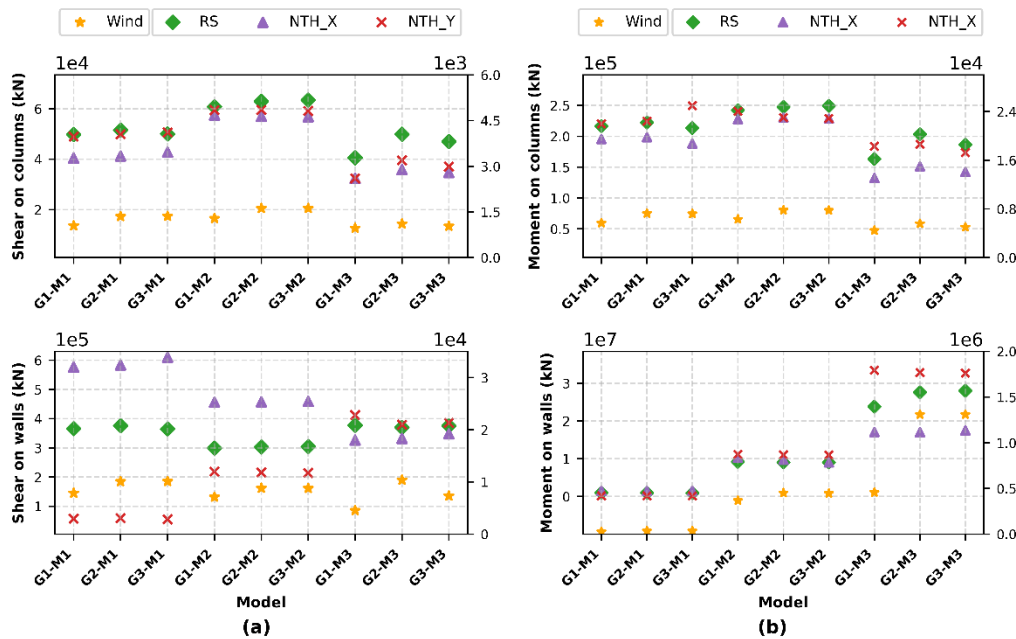 Wind RS NTH_X NTH_Y
Wind RS NTH_X NTH_X
1e4 1e3
Shear on columns (kN)
6
4
2
6.0
4.5
3.0
1.5
0.0
G1-M1 G2-M1 G3-M1 G1-M2 G2-M2 G3-M2 G1-M3 G2-M3 G3-M3
1e5 1e4
Moment on columns (kN)
2.5
2.0
1.5
1.0
0.5
2.4
1.6
0.8
0.0
G1-M1 G2-M1 G3-M1 G1-M2 G2-M2 G3-M2 G1-M3 G2-M3 G3-M3
1e5 1e4
Shear on walls (kN)
6
5
4
3
2
1
3
2
1
0
G1-M1 G2-M1 G3-M1 G1-M2 G2-M2 G3-M2 G1-M3 G2-M3 G3-M3
Model
(a)
1e7 1e6
Moment on walls (kN)
3
2
1
0
2.0
1.5
1.0
0.5
0.0
G1-M1 G2-M1 G3-M1 G1-M2 G2-M2 G3-M2 G1-M3 G2-M3 G3-M3
Model
(b)